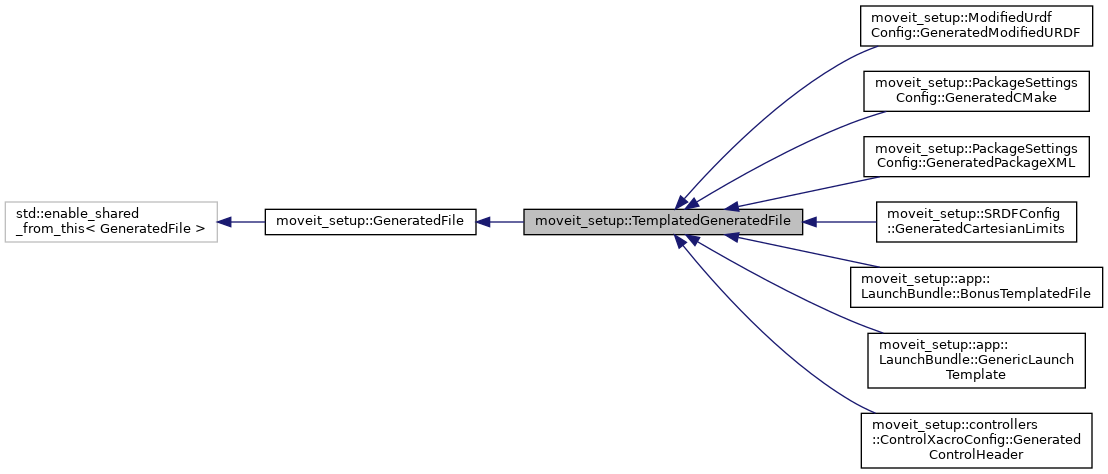 moveit_setup::ModifiedUrdf
Config::GeneratedModifiedURDF
moveit_setup::PackageSettings
Config::GeneratedCMake
moveit_setup::PackageSettings
Config::GeneratedPackageXML
std::enable_shared
_from_this< GeneratedFile >
moveit_setup::GeneratedFile
moveit_setup::TemplatedGeneratedFile
moveit_setup::SRDFConfig
::GeneratedCartesianLimits
moveit_setup::app::
LaunchBundle::BonusTemplatedFile
moveit_setup::app::
LaunchBundle::GenericLaunch
Template
moveit_setup::controllers
::ControlXacroConfig::Generated
ControlHeader